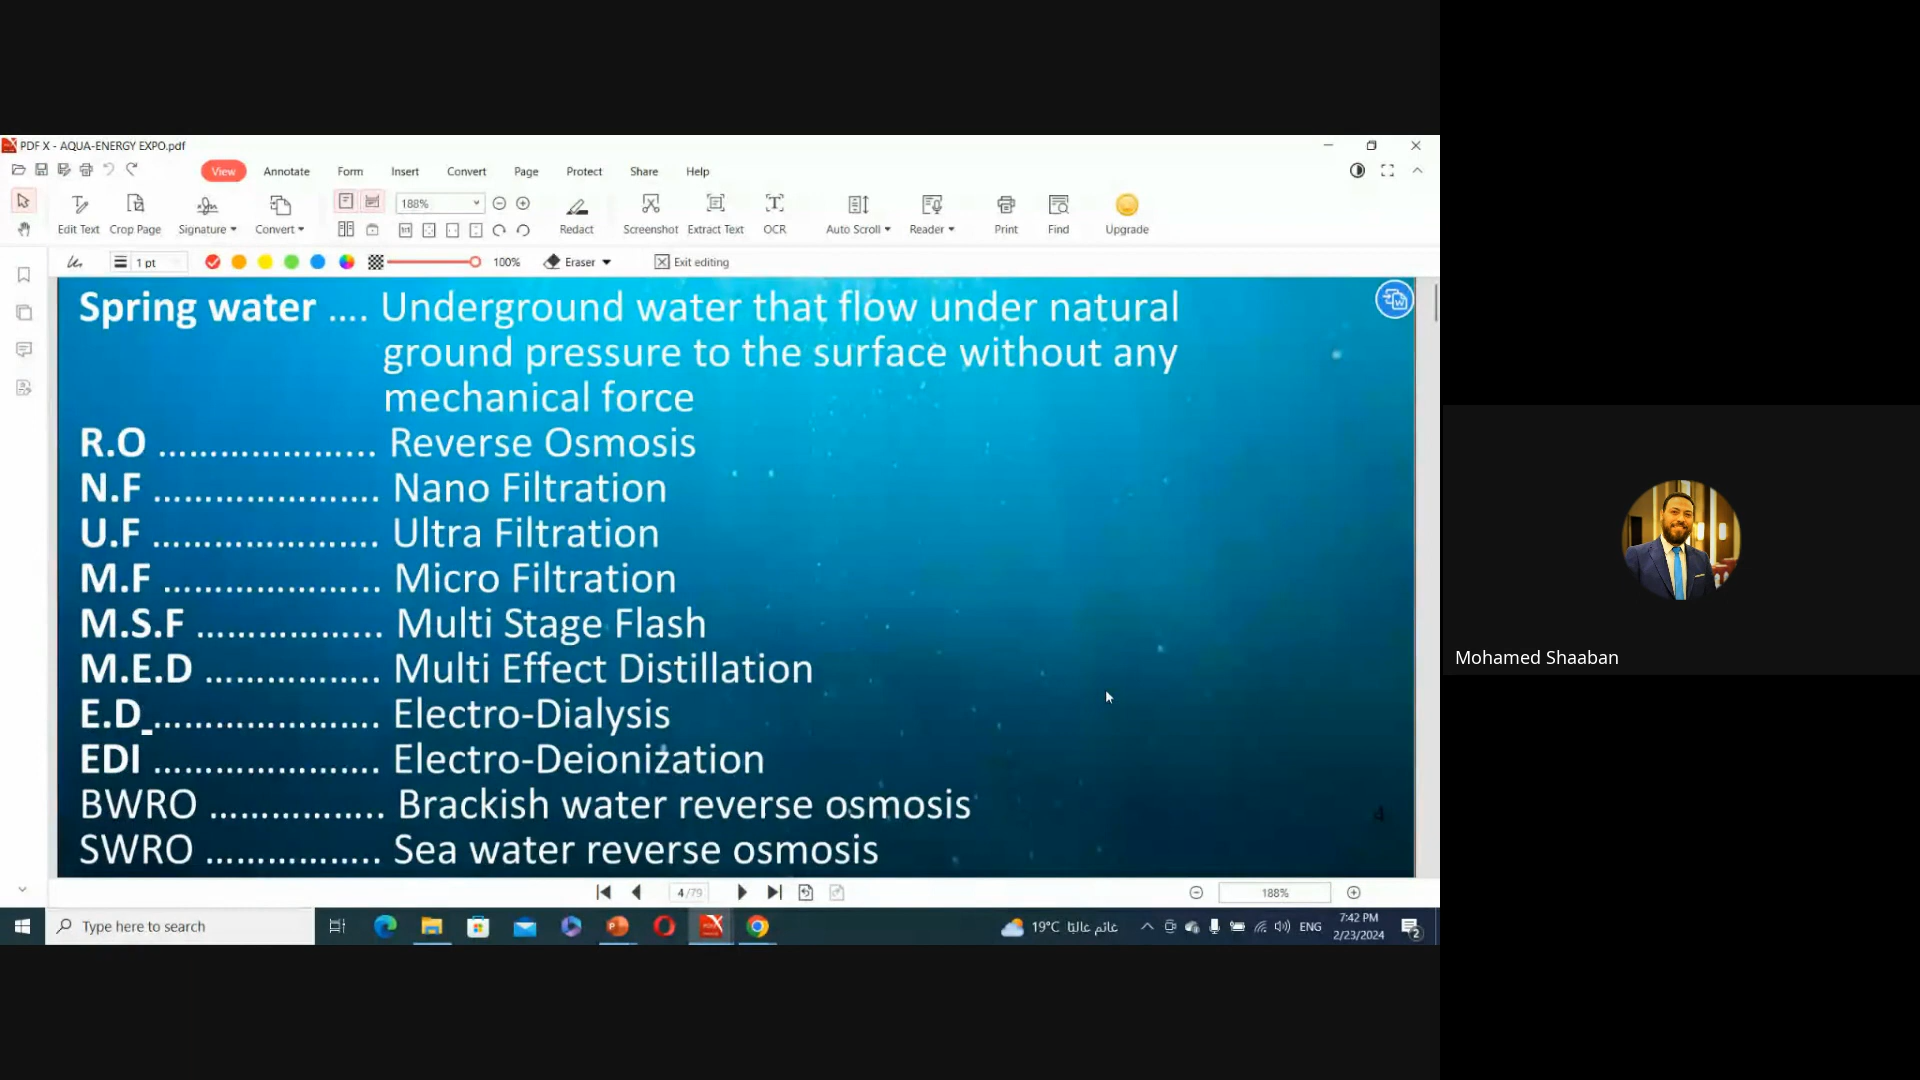 PDF X - AQUA-ENERGY EXPO.pdf
View Annotate Form Insert Convert Page Protect Share Help
188%
Edit Text Crop Page Signature Convert Redact Screenshot Extract Text OCR Auto Scroll Reader Print Find Upgrade
1 pt 100% Eraser Exit editing
Spring water .... Underground water that flow under natural
ground pressure to the surface without any
mechanical force
R.O ..................... Reverse Osmosis
N.F ...................... Nano Filtration
U.F ...................... Ultra Filtration
M.F ..................... Micro Filtration
M.S.F .................. Multi Stage Flash
M.E.D ................. Multi Effect Distillation
E.D_...................... Electro-Dialysis
EDI ...................... Electro-Deionization
BWRO ................. Brackish water reverse osmosis
SWRO ................. Sea water reverse osmosis
4
4 /79
188%
Mohamed Shaaban
Type here to search
19°C غائم غالبًا
ENG
7:42 PM
2/23/2024
2